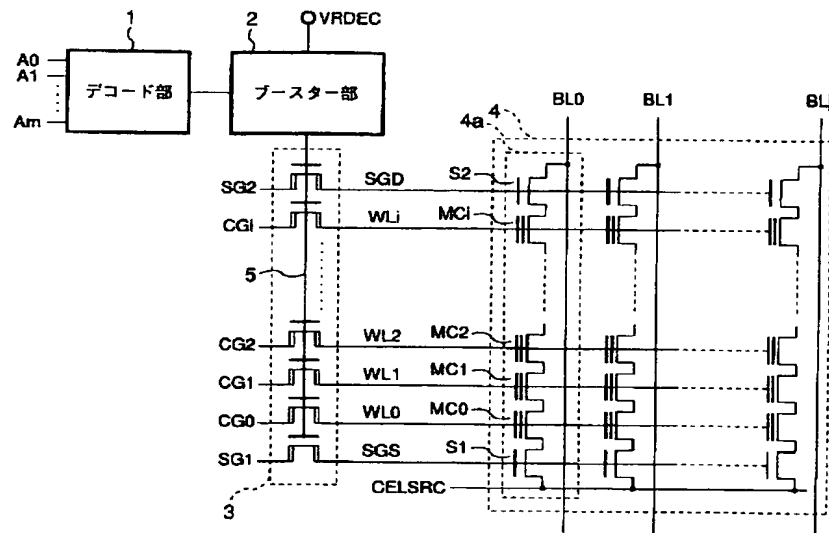 1
2
VRDEC
A0
A1
Am
デコード部
ブースター部
BL0
BL1
4
4a
SG2
SGD
S2
CGi
WLi
MCi
5
CG2
WL2
MC2
CG1
WL1
MC1
CG0
WL0
MC0
SG1
SGS
S1
3
CELSRC